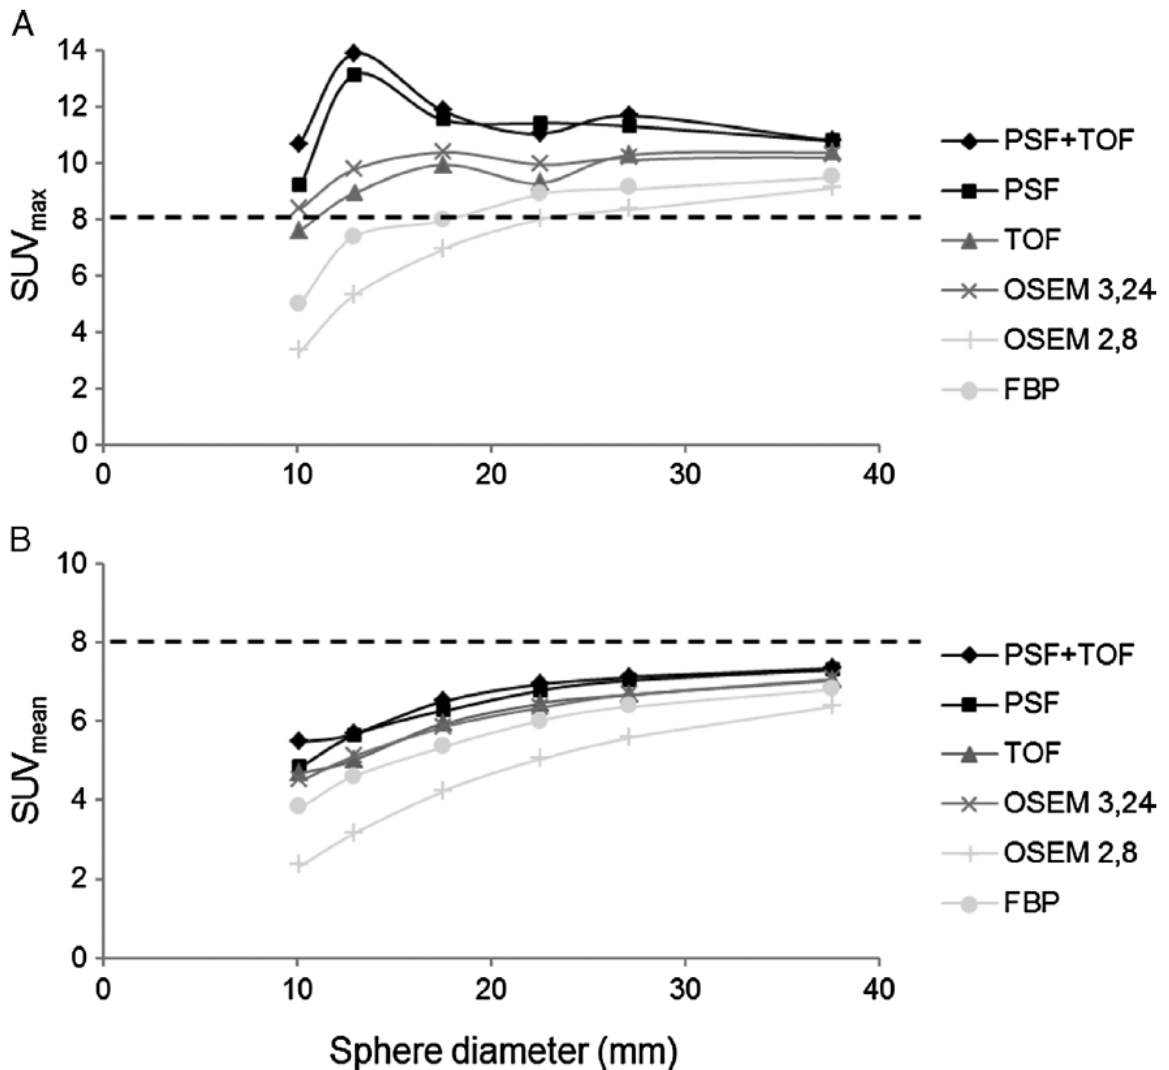 A
14
12
10
8
6
4
2
0
SUVmax
0 10 20 30 40
PSF+TOF
PSF
TOF
OSEM 3,24
OSEM 2,8
FBP
B
10
8
6
4
2
0
SUVmean
0 10 20 30 40
Sphere diameter (mm)
PSF+TOF
PSF
TOF
OSEM 3,24
OSEM 2,8
FBP